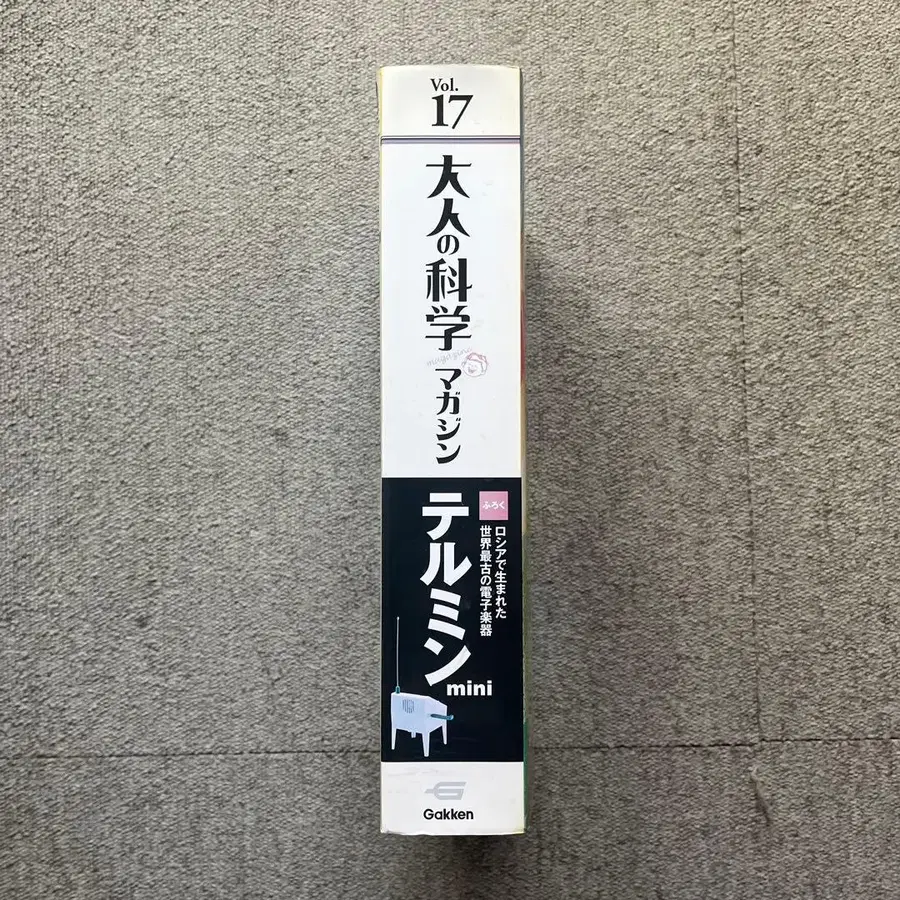 Vol.
17
大人の科学
magazine
マガジン
ふろく
ロシアで生まれた
世界最古の電子楽器
テルミン
mini
Gakken